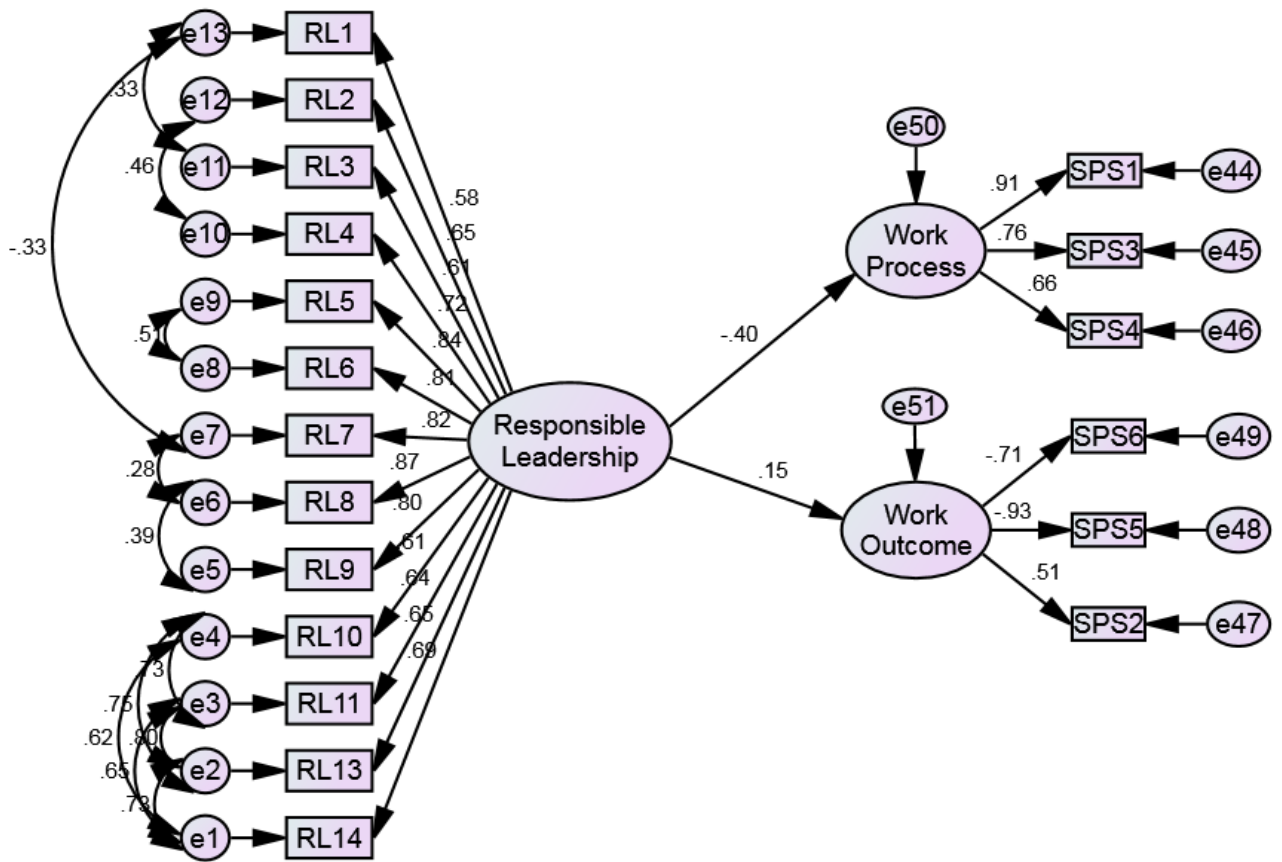 e13
RL1
.33
e12
RL2
e11
RL3
.46
e10
RL4
-.33
e9
RL5
.51
e8
RL6
e7
RL7
.28
e6
RL8
.39
e5
RL9
e4
RL10
.73
.75
e3
RL11
.62
.80
e2
RL13
.65
.73
e1
RL14
.58
.65
.61
.72
.84
.81
.82
.87
.80
.61
.64
.65
.69
Responsible
Leadership
-.40
.15
e50
Work
Process
.91
SPS1
e44
.76
SPS3
e45
.66
SPS4
e46
e51
Work
Outcome
-.71
SPS6
e49
-.93
SPS5
e48
.51
SPS2
e47